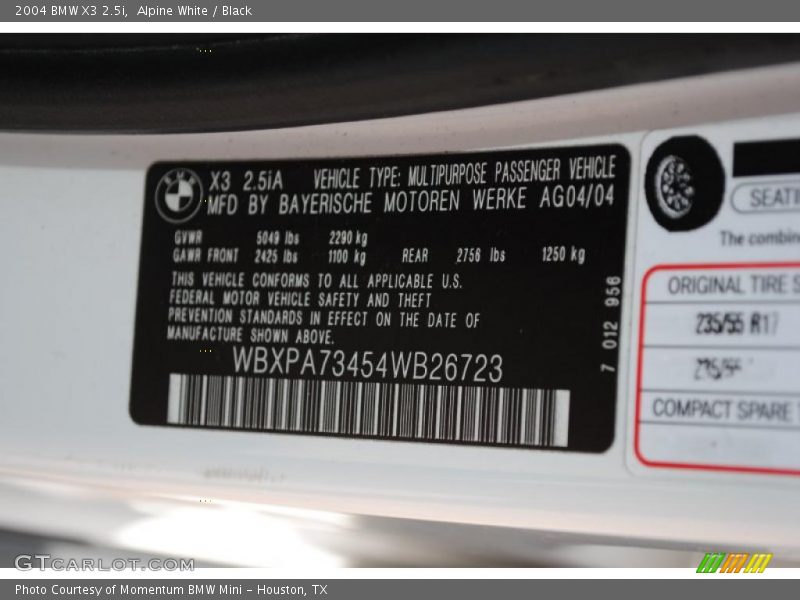 2004 BMW X3 2.5i,  Alpine White / Black
BMW
X3 2.5iA VEHICLE TYPE: MULTIPURPOSE PASSENGER VEHICLE
MFD BY BAYERISCHE MOTOREN WERKE AG04/04
GVWR 5049 lbs 2290 kg
GAWR FRONT 2425 lbs 1100 kg REAR 2756 lbs 1250 kg
THIS VEHICLE CONFORMS TO ALL APPLICABLE U.S.
FEDERAL MOTOR VEHICLE SAFETY AND THEFT
PREVENTION STANDARDS IN EFFECT ON THE DATE OF
MANUFACTURE SHOWN ABOVE.
WBXPA73454WB26723
7 012 956
SEATI
The combin
ORIGINAL TIRE S
235/55 R17
COMPACT SPARE
GTCARLOT.COM
Photo Courtesy of Momentum BMW Mini - Houston, TX